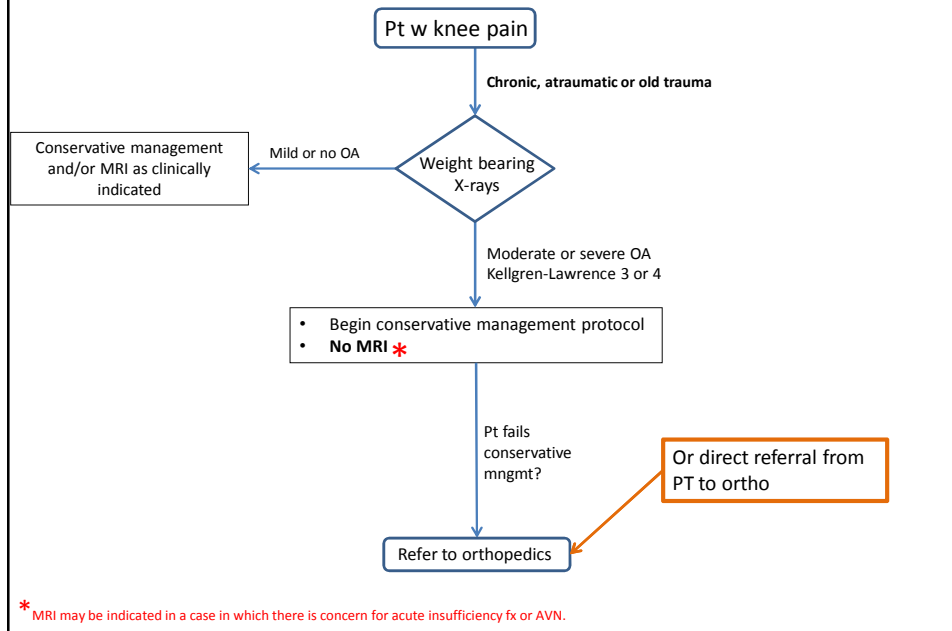 Pt w knee pain
Chronic, atraumatic or old trauma
Mild or no OA
Conservative management
and/or MRI as clinically
indicated
Weight bearing
X-rays
Moderate or severe OA
Kellgren-Lawrence 3 or 4
• Begin conservative management protocol
• No MRI *
Pt fails
conservative
mngmt?
Or direct referral from
PT to ortho
Refer to orthopedics
* MRI may be indicated in a case in which there is concern for acute insufficiency fx or AVN.